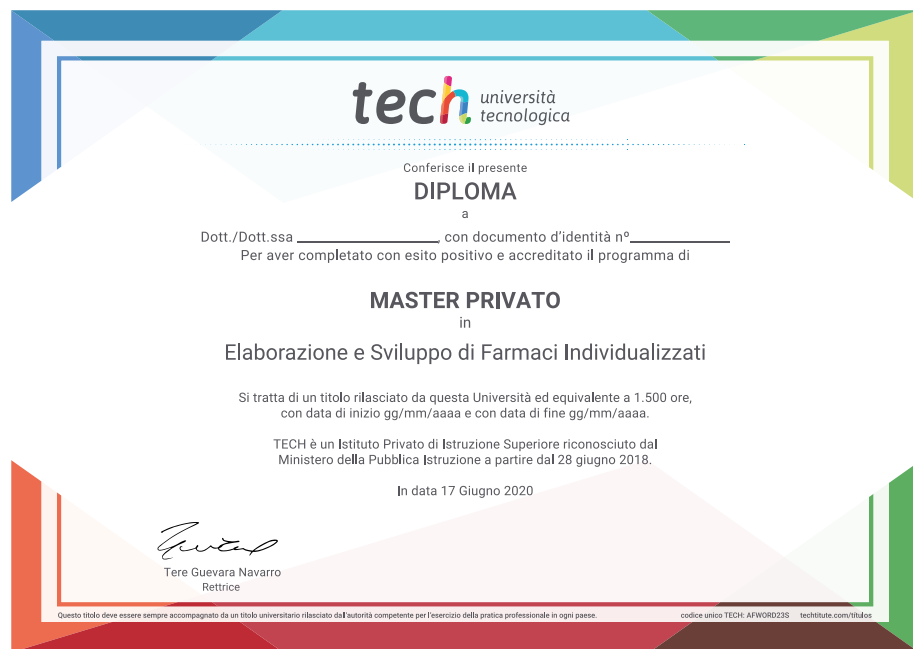 tech università
tecnologica
Conferisce il presente
DIPLOMA
a
Dott./Dott.ssa ____________________, con documento d'identità nº______________
Per aver completato con esito positivo e accreditato il programma di
MASTER PRIVATO
in
Elaborazione e Sviluppo di Farmaci Individualizzati
Si tratta di un titolo rilasciato da questa Università ed equivalente a 1.500 ore,
con data di inizio gg/mm/aaaa e con data di fine gg/mm/aaaa.
TECH è un Istituto Privato di Istruzione Superiore riconosciuto dal
Ministero della Pubblica Istruzione a partire dal 28 giugno 2018.
In data 17 Giugno 2020
Tere Guevara Navarro
Rettrice
Questo titolo deve essere sempre accompagnato da un titolo universitario rilasciato dall'autorità competente per l'esercizio della pratica professionale in ogni paese. codice unico TECH: AFWORD23S techtitute.com/titulos